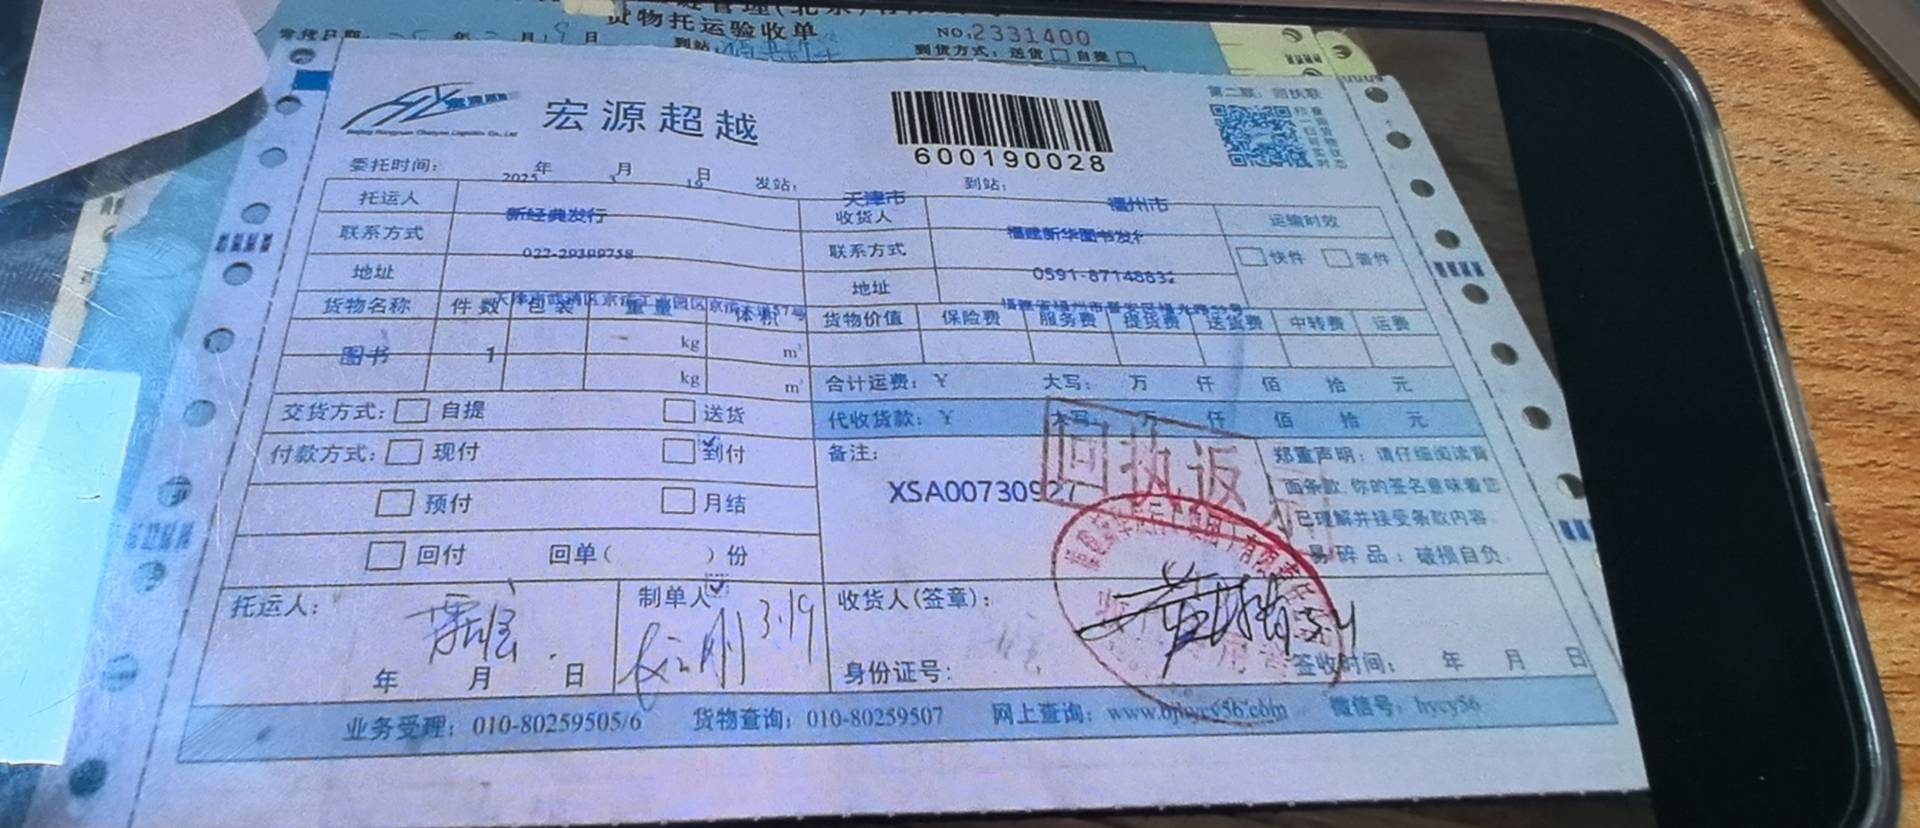 货物托运验收单
NO.2331400
到站:
到货方式:送货 自提
第二联:回执联
宏源超越
600190028
委托时间: 2025 年 3 月 19 日 发站: 天津市 到站: 福州市
托运人 新经典发行 收货人 福建新华图书发行 运输时效
联系方式 022-29399758 联系方式 0591-87148632 快件 普件
地址 地址
货物名称 件数 包装 重量 体积 货物价值 保险费 服务费 提货费 送货费 中转费 运费
图书 1 kg m³
kg m³
合计运费:¥ 大写: 万 仟 佰 拾 元
交货方式: 自提 送货
代收货款:¥ 大写: 万 仟 佰 拾 元
付款方式: 现付 到付
预付 月结
回付 回单( )份
备注:
XSA00730927
回执返
郑重声明:请仔细阅读背
面条款,你的签名意味着您
已理解并接受条款内容
易碎品:破损自负.
托运人:
年 月 日
制单人
3.19
收货人(签章):
身份证号:
签收时间: 年 月 日
业务受理:010-80259505/6 货物查询:010-80259507 网上查询:www.bjhycy56.com 微信号:hycy56